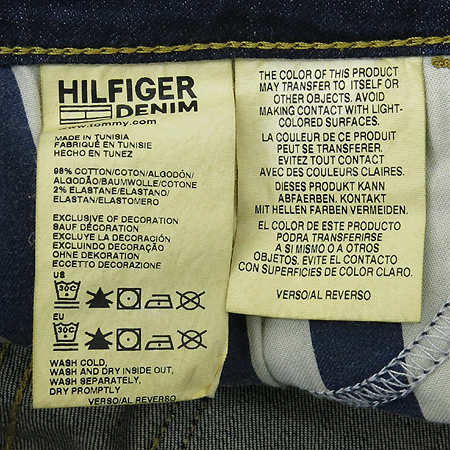 HILFIGER
DENIM
www.tommy.com
MADE IN TUNISIA
FABRIQUÉ EN TUNISIE
HECHO EN TUNEZ
98% COTTON/COTON/ALGODÓN/
ALGODÃO/BAUMWOLLE/COTONE
2% ELASTANE/ELASTANO/
ELASTAN/ELASTOMERO
EXCLUSIVE OF DECORATION
SAUF DÉCORATION
EXCLUYE LA DECORACIÓN
EXCLUINDO DECORAÇÃO
OHNE DEKORATION
ECCETTO DECORAZIONE
US
30C
EU
30C
WASH COLD,
WASH AND DRY INSIDE OUT,
WASH SEPARATELY,
DRY PROMPTLY
VERSO/AL REVERSO
THE COLOR OF THIS PRODUCT
MAY TRANSFER TO ITSELF OR
OTHER OBJECTS. AVOID
MAKING CONTACT WITH LIGHT-
COLORED SURFACES.
LA COULEUR DE CE PRODUIT
PEUT SE TRANSFERER.
EVITEZ TOUT CONTACT
AVEC DES COULEURS CLAIRES.
DIESES PRODUKT KANN
ABFAERBEN. KONTAKT
MIT HELLEN FARBEN VERMEIDEN.
EL COLOR DE ESTE PRODUCTO
PODRA TRANSFERIRSE
A SI MISMO O A OTROS
OBJETOS. EVITE EL CONTACTO
CON SUPERFICIES DE COLOR CLARO.
VERSO/AL REVERSO